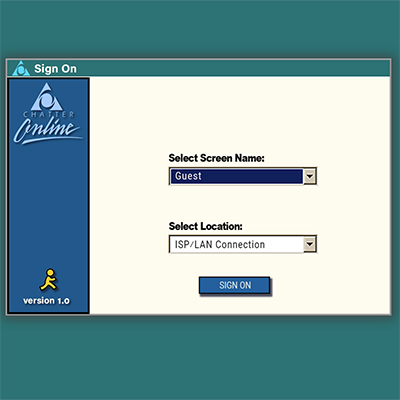 Sign On
CHATTER
Online
Select Screen Name:
Guest
Select Location:
ISP/LAN Connection
SIGN ON
version 1.0